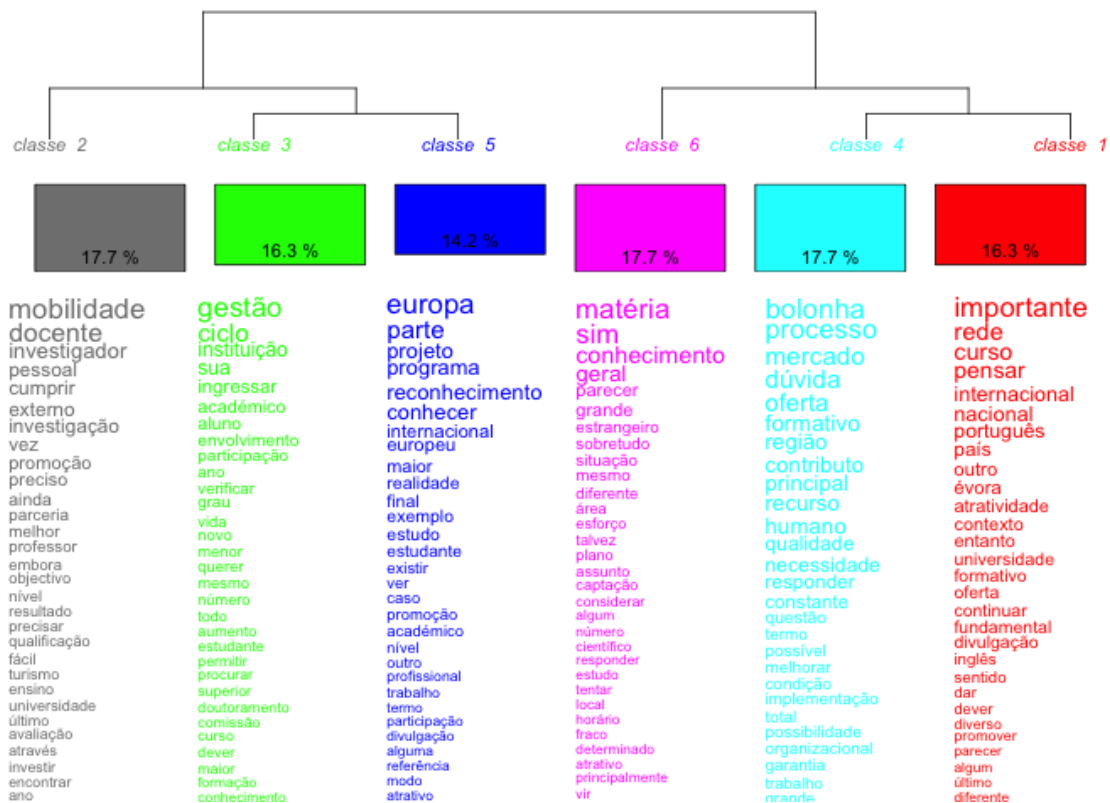 classe 2
classe 3
classe 5
classe 6
classe 4
classe 1
17.7 %
16.3 %
14.2 %
17.7 %
17.7 %
16.3 %
mobilidade
docente
investigador
pessoal
cumprir
externo
investigação
vez
promoção
preciso
ainda
parceria
melhor
professor
embora
objectivo
nível
resultado
precisar
qualificação
fácil
turismo
ensino
universidade
último
avaliação
através
investir
encontrar
ano
gestão
ciclo
instituição
sua
ingressar
académico
aluno
envolvimento
participação
ano
verificar
grau
vida
novo
menor
querer
mesmo
número
todo
aumento
estudante
permitir
procurar
superior
doutoramento
comissão
curso
dever
maior
formação
conhecimento
europa
parte
projeto
programa
reconhecimento
conhecer
internacional
europeu
maior
realidade
final
exemplo
estudo
estudante
existir
ver
caso
promoção
académico
nível
outro
profissional
trabalho
termo
participação
divulgação
alguma
referência
modo
atrativo
matéria
sim
conhecimento
geral
parecer
grande
estrangeiro
sobretudo
situação
mesmo
diferente
área
esforço
talvez
plano
assunto
captação
considerar
algum
número
científico
responder
estudo
tentar
local
horário
fraco
determinado
atrativo
principalmente
vir
bolonha
processo
mercado
dúvida
oferta
formativo
região
contributo
principal
recurso
humano
qualidade
necessidade
responder
constante
questão
termo
possível
melhorar
condição
implementação
total
possibilidade
organizacional
garantia
trabalho
grande
importante
rede
curso
pensar
internacional
nacional
português
país
outro
évora
atratividade
contexto
entanto
universidade
formativo
oferta
continuar
fundamental
divulgação
inglês
sentido
dar
dever
diverso
promover
parecer
algum
último
diferente